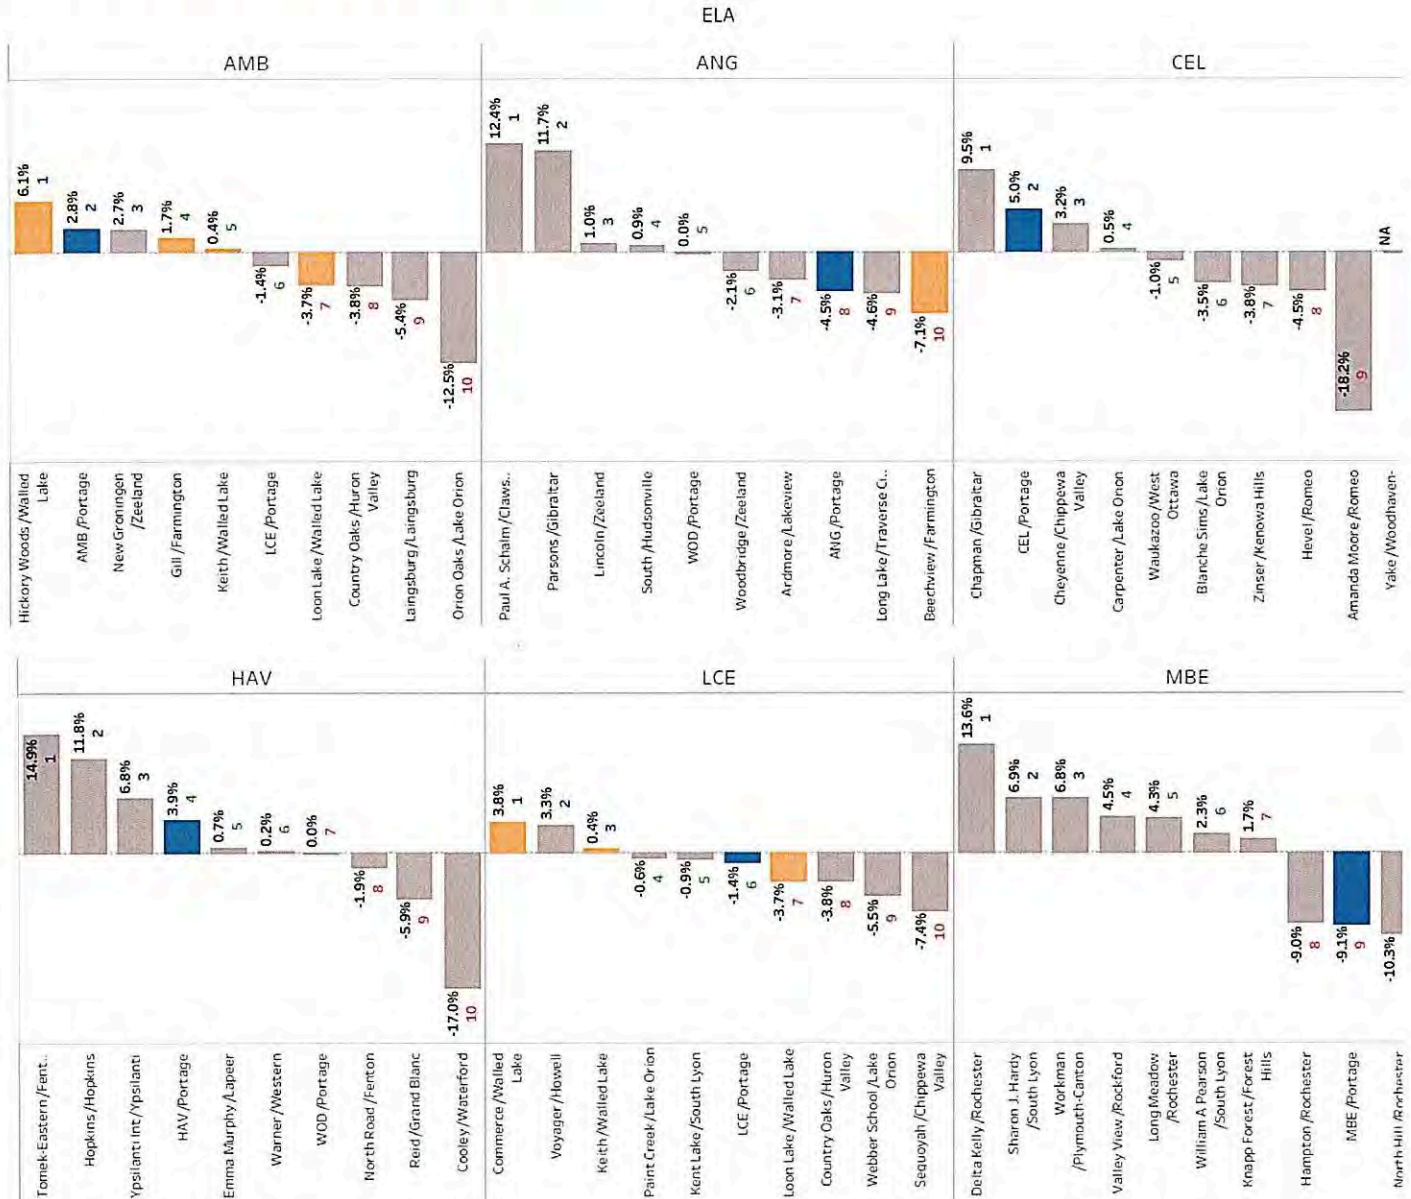 ELA
AMB
6.1%
1
2.8%
2
2.7%
3
1.7%
4
0.4%
5
-1.4%
6
-3.7%
7
-3.8%
8
-5.4%
9
-12.5%
10
Hickory Woods /Walled
Lake
AMB /Portage
New Groningen
/Zeeland
Gill /Farmington
Keith /Walled Lake
LCE /Portage
Loon Lake /Walled Lake
Country Oaks /Huron
Valley
Laingsburg /Laingsburg
Orion Oaks /Lake Orion
ANG
12.4%
1
11.7%
2
1.0%
3
0.9%
4
0.0%
5
-2.1%
6
-3.1%
7
-4.5%
8
-4.6%
9
-7.1%
10
Paul A. Schalm /Claws..
Parsons /Gibraltar
Lincoln /Zeeland
South /Hudsonville
WOD /Portage
Woodbridge /Zeeland
Ardmore /Lakeview
ANG /Portage
Long Lake /Traverse Ci..
Beechview /Farmington
CEL
9.5%
1
5.0%
2
3.2%
3
0.5%
4
-1.0%
5
-3.5%
6
-3.8%
7
-4.5%
8
-18.2%
9
NA
Chapman /Gibraltar
CEL /Portage
Cheyenne /Chippewa
Valley
Carpenter /Lake Orion
Waukazoo /West
Ottawa
Blanche Sims /Lake
Orion
Zinser /Kenowa Hills
Hevel /Romeo
Amanda Moore /Romeo
Yake /Woodhaven-
HAV
14.9%
1
11.8%
2
6.8%
3
3.9%
4
0.7%
5
0.2%
6
0.0%
7
-1.9%
8
-5.9%
9
-17.0%
10
Tomek-Eastern /Fent..
Hopkins /Hopkins
Ypsilanti Int /Ypsilanti
HAV /Portage
Emma Murphy /Lapeer
Warner /Western
WOD /Portage
North Road /Fenton
Reid /Grand Blanc
Cooley /Waterford
LCE
3.8%
1
3.3%
2
0.4%
3
-0.6%
4
-0.9%
5
-1.4%
6
-3.7%
7
-3.8%
8
-5.5%
9
-7.4%
10
Commerce /Walled
Lake
Voyager /Howell
Keith /Walled Lake
Paint Creek /Lake Orion
Kent Lake /South Lyon
LCE /Portage
Loon Lake /Walled Lake
Country Oaks /Huron
Valley
Webber School /Lake
Orion
Sequoyah /Chippewa
Valley
MBE
13.6%
1
6.9%
2
6.8%
3
4.5%
4
4.3%
5
2.3%
6
1.7%
7
-9.0%
8
-9.1%
9
-10.3%
Delta Kelly /Rochester
Sharon J. Hardy
/South Lyon
Workman
/Plymouth-Canton
Valley View /Rockford
Long Meadow
/Rochester
William A Pearson
/South Lyon
Knapp Forest /Forest
Hills
Hampton /Rochester
MBE /Portage
North Hill /Rochester